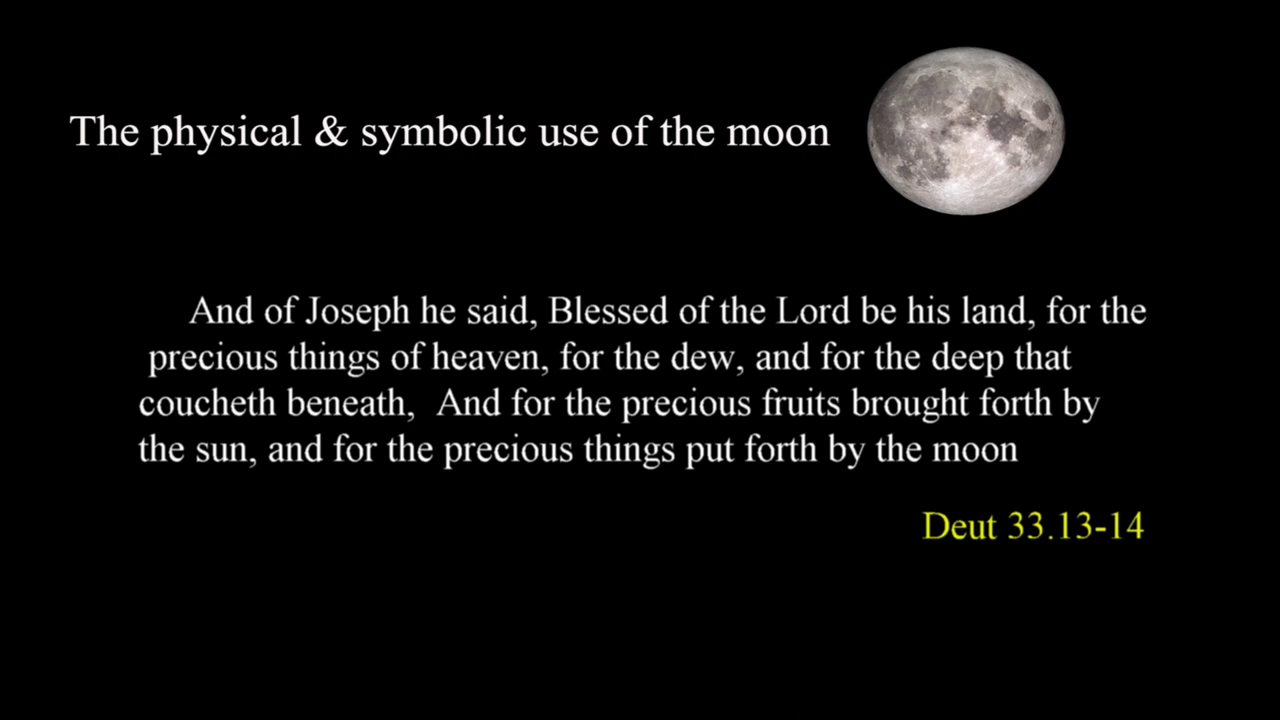 The physical & symbolic use of the moon
And of Joseph he said, Blessed of the Lord be his land, for the
precious things of heaven, for the dew, and for the deep that
coucheth beneath,  And for the precious fruits brought forth by
the sun, and for the precious things put forth by the moon
Deut 33.13-14